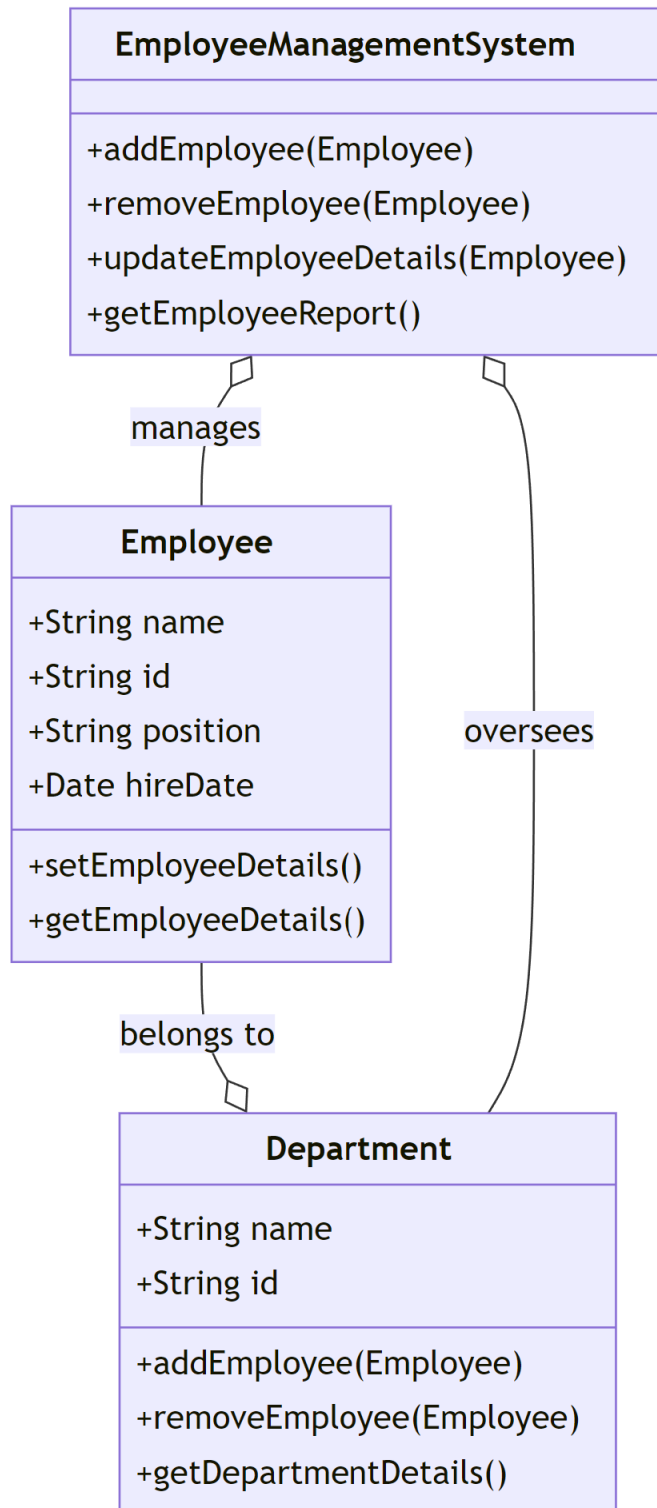 EmployeeManagementSystem
+addEmployee(Employee)
+removeEmployee(Employee)
+updateEmployeeDetails(Employee)
+getEmployeeReport()
manages
Employee
+String name
+String id
+String position
+Date hireDate
+setEmployeeDetails()
+getEmployeeDetails()
oversees
belongs to
Department
+String name
+String id
+addEmployee(Employee)
+removeEmployee(Employee)
+getDepartmentDetails()